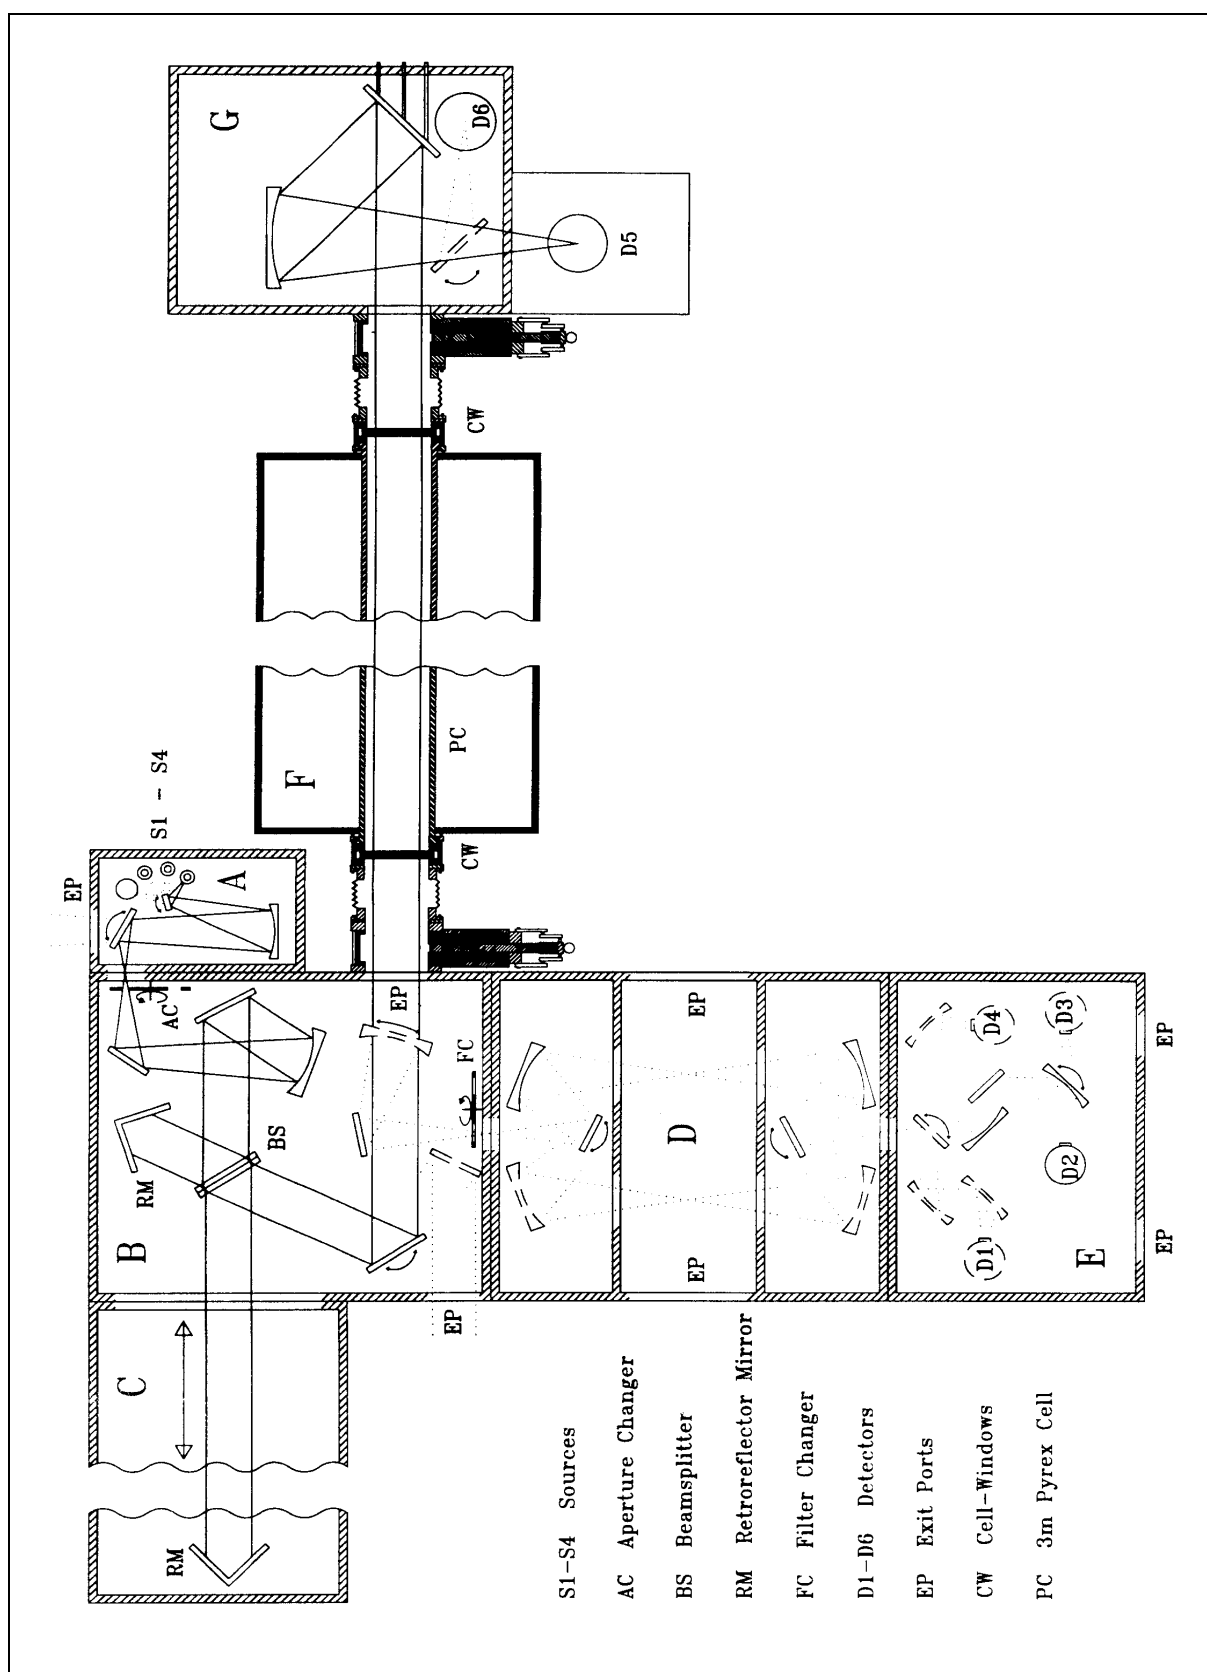 G
D6
D5
CW
F
PC
S1 - S4
CW
EP
A
AC
EP
FC
EP
D4
D3
EP
BS
D
RM
D2
B
EP
D1
E
EP
EP
C
RM
S1-S4 Sources
AC Aperture Changer
BS Beamsplitter
RM Retroreflector Mirror
FC Filter Changer
D1-D6 Detectors
EP Exit Ports
CW Cell-Windows
PC 3m Pyrex Cell